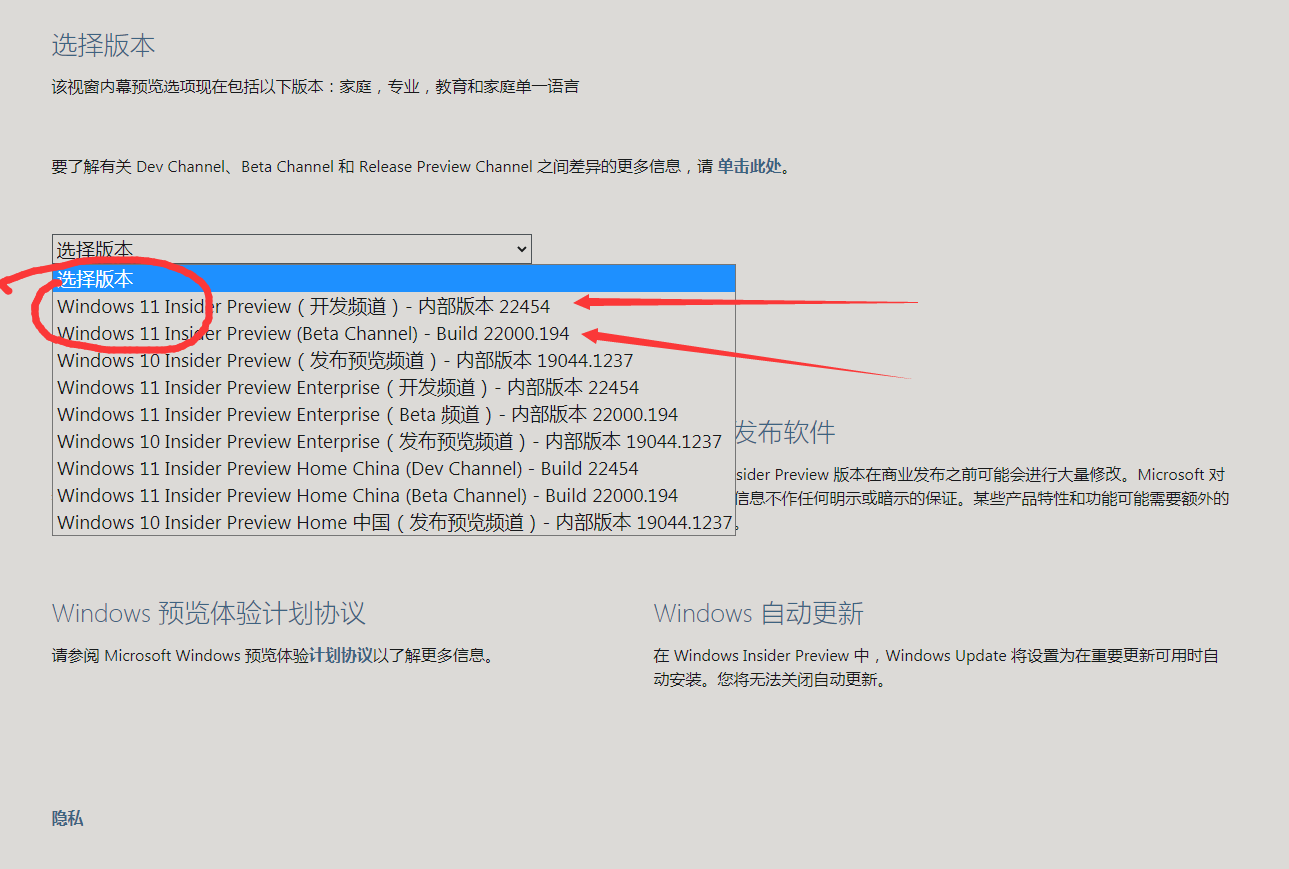 选择版本
该视窗内幕预览选项现在包括以下版本：家庭，专业，教育和家庭单一语言
要了解有关 Dev Channel、Beta Channel 和 Release Preview Channel 之间差异的更多信息，请 单击此处。
选择版本
选择版本
Windows 11 Insider Preview（开发频道）- 内部版本 22454
Windows 11 Insider Preview (Beta Channel) - Build 22000.194
Windows 10 Insider Preview（发布预览频道）- 内部版本 19044.1237
Windows 11 Insider Preview Enterprise（开发频道）- 内部版本 22454
Windows 11 Insider Preview Enterprise（Beta 频道）- 内部版本 22000.194
Windows 10 Insider Preview Enterprise（发布预览频道）- 内部版本 19044.1237
Windows 11 Insider Preview Home China (Dev Channel) - Build 22454
Windows 11 Insider Preview Home China (Beta Channel) - Build 22000.194
Windows 10 Insider Preview Home 中国（发布预览频道）- 内部版本 19044.1237
发布软件
sider Preview 版本在商业发布之前可能会进行大量修改。Microsoft 对
信息不作任何明示或暗示的保证。某些产品特性和功能可能需要额外的
。
Windows 预览体验计划协议
请参阅 Microsoft Windows 预览体验计划协议以了解更多信息。
Windows 自动更新
在 Windows Insider Preview 中，Windows Update 将设置为在重要更新可用时自
动安装。您将无法关闭自动更新。
隐私